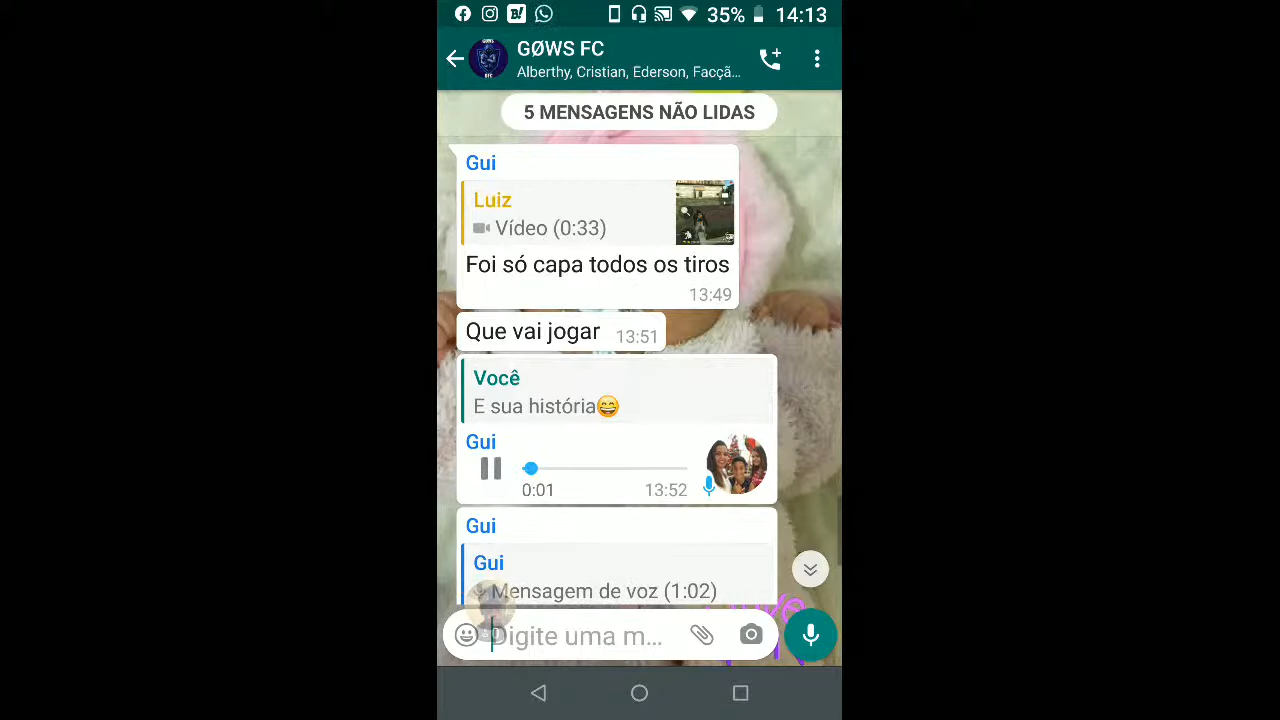 35% 14:13
GØWS FC
Alberthy, Cristian, Ederson, Facçã...
5 MENSAGENS NÃO LIDAS
Gui
Luiz
Vídeo (0:33)
Foi só capa todos os tiros
13:49
Que vai jogar 13:51
Você
E sua história😄
Gui
0:01 13:52
Gui
Gui
Mensagem de voz (1:02)
Digite uma m...